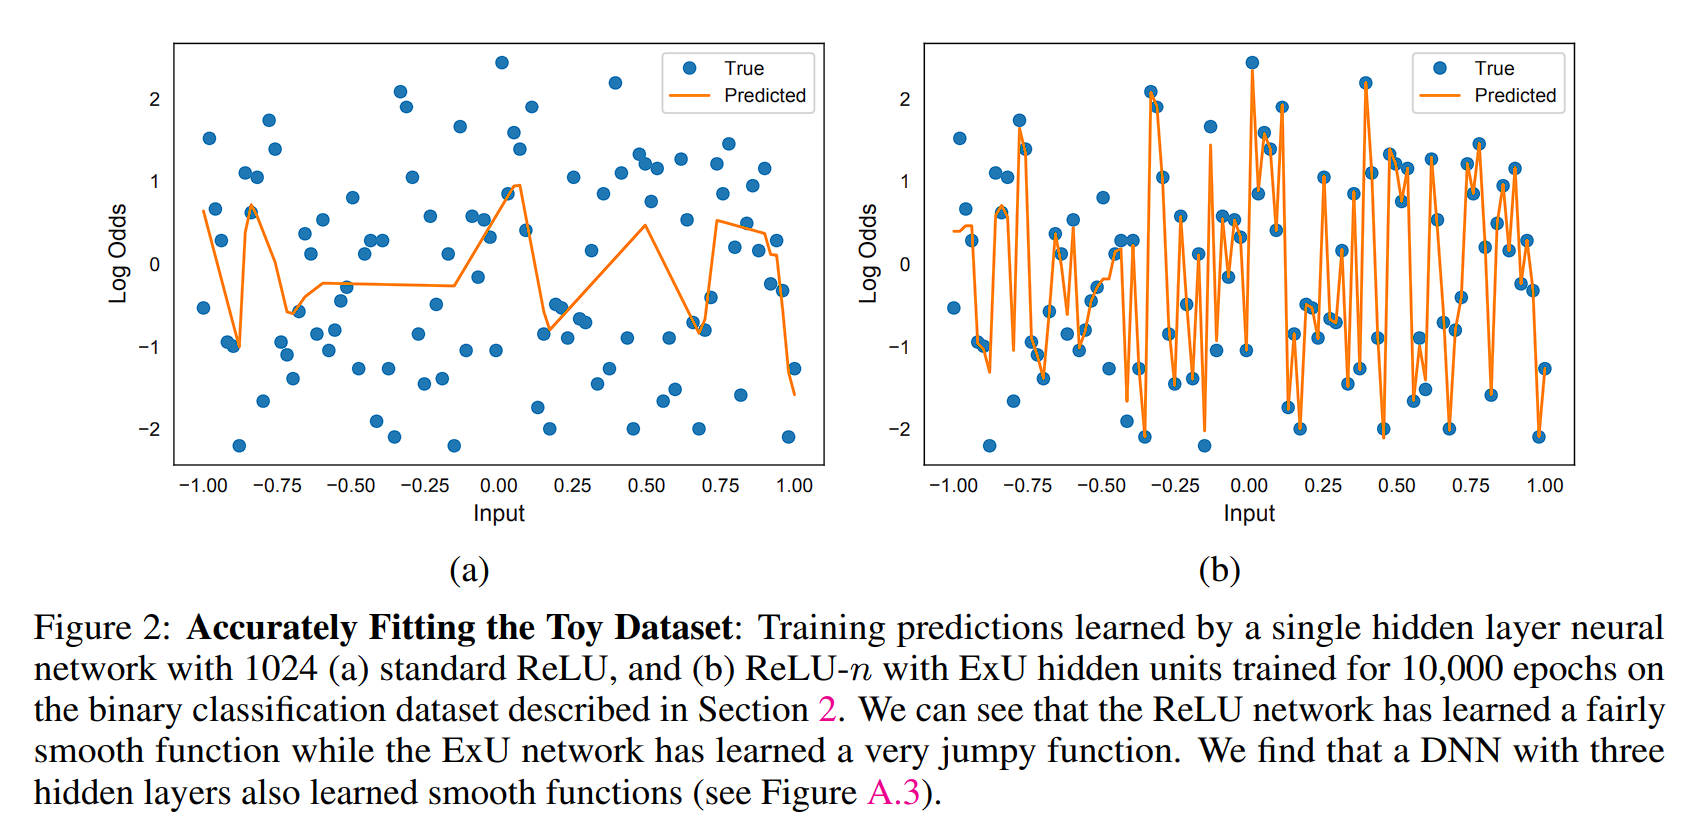 True
Predicted
2
1
0
−1
−2
Log Odds
−1.00 −0.75 −0.50 −0.25 0.00 0.25 0.50 0.75 1.00
Input
(a)
True
Predicted
2
1
0
−1
−2
Log Odds
−1.00 −0.75 −0.50 −0.25 0.00 0.25 0.50 0.75 1.00
Input
(b)
Figure 2: Accurately Fitting the Toy Dataset: Training predictions learned by a single hidden layer neural
network with 1024 (a) standard ReLU, and (b) ReLU-n with ExU hidden units trained for 10,000 epochs on
the binary classification dataset described in Section 2. We can see that the ReLU network has learned a fairly
smooth function while the ExU network has learned a very jumpy function. We find that a DNN with three
hidden layers also learned smooth functions (see Figure A.3).